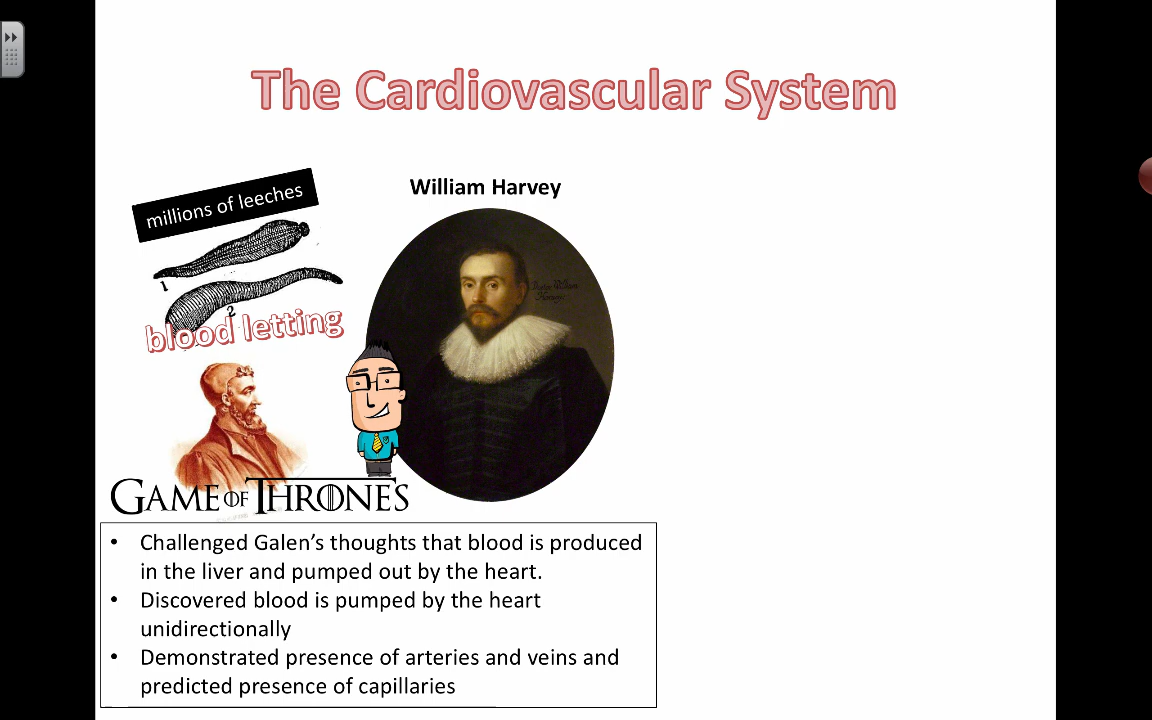 The Cardiovascular System
millions of leeches
William Harvey
1
2
blood letting
GAME OF THRONES
• Challenged Galen's thoughts that blood is produced
in the liver and pumped out by the heart.
• Discovered blood is pumped by the heart
unidirectionally
• Demonstrated presence of arteries and veins and
predicted presence of capillaries